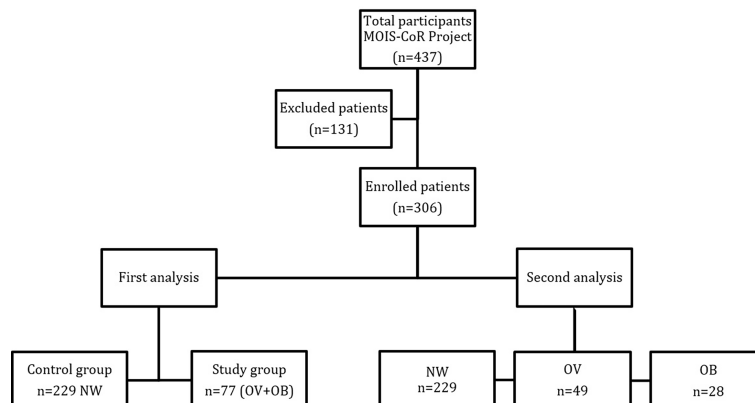 Total participants
MOIS-CoR Project
(n=437)
Excluded patients
(n=131)
Enrolled patients
(n=306)
First analysis
Second analysis
Control group
n=229 NW
Study group
n=77 (OV+OB)
NW
n=229
OV
n=49
OB
n=28